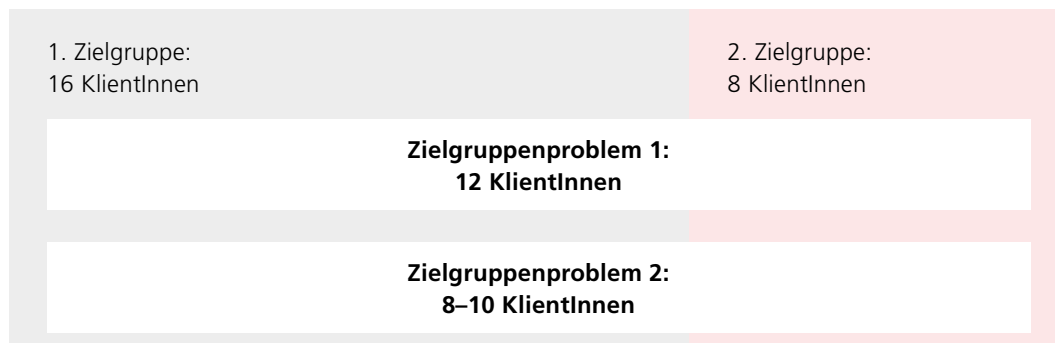 1. Zielgruppe:
16 KlientInnen
2. Zielgruppe:
8 KlientInnen
Zielgruppenproblem 1:
12 KlientInnen
Zielgruppenproblem 2:
8–10 KlientInnen